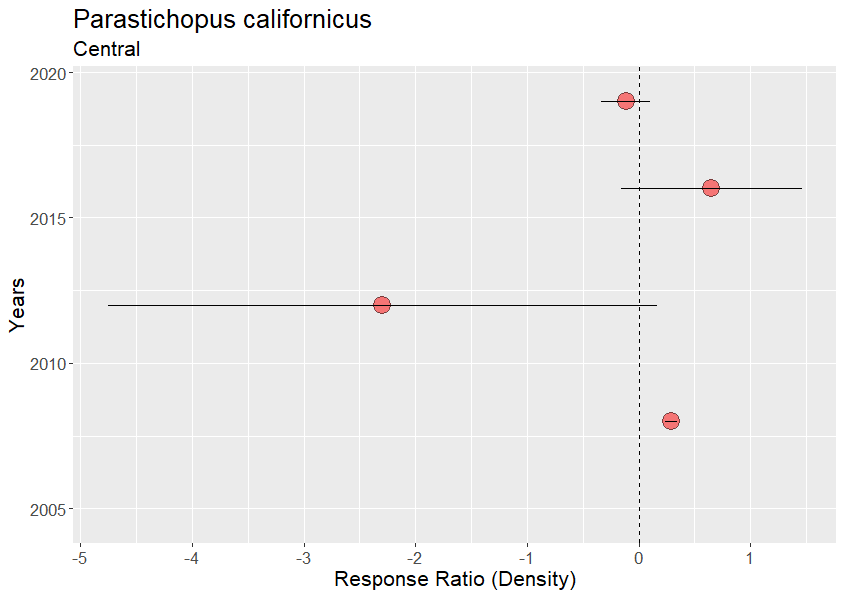 Parastichopus californicus
Central
2020
2015
2010
2005
Years
-5 -4 -3 -2 -1 0 1
Response Ratio (Density)